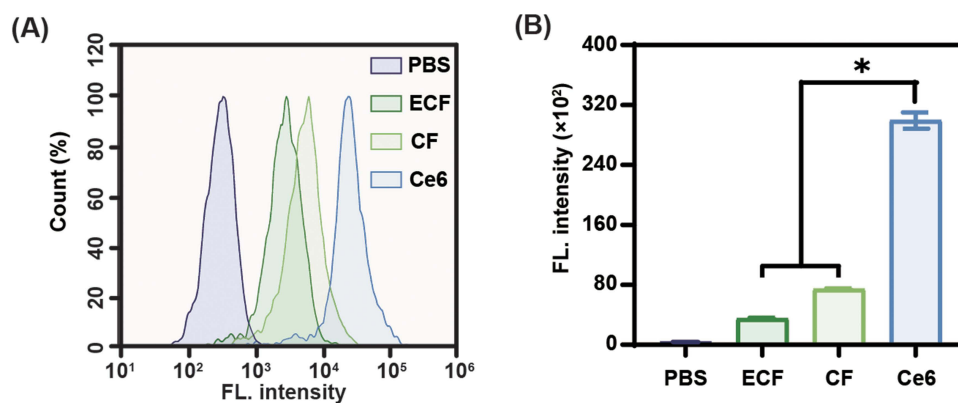 (A)
120
100
80
60
40
20
0
Count (%)
PBS
ECF
CF
Ce6
10¹ 10² 10³ 10⁴ 10⁵ 10⁶
FL. intensity
(B)
400
320
240
160
80
0
FL. intensity (×10²)
*
PBS ECF CF Ce6